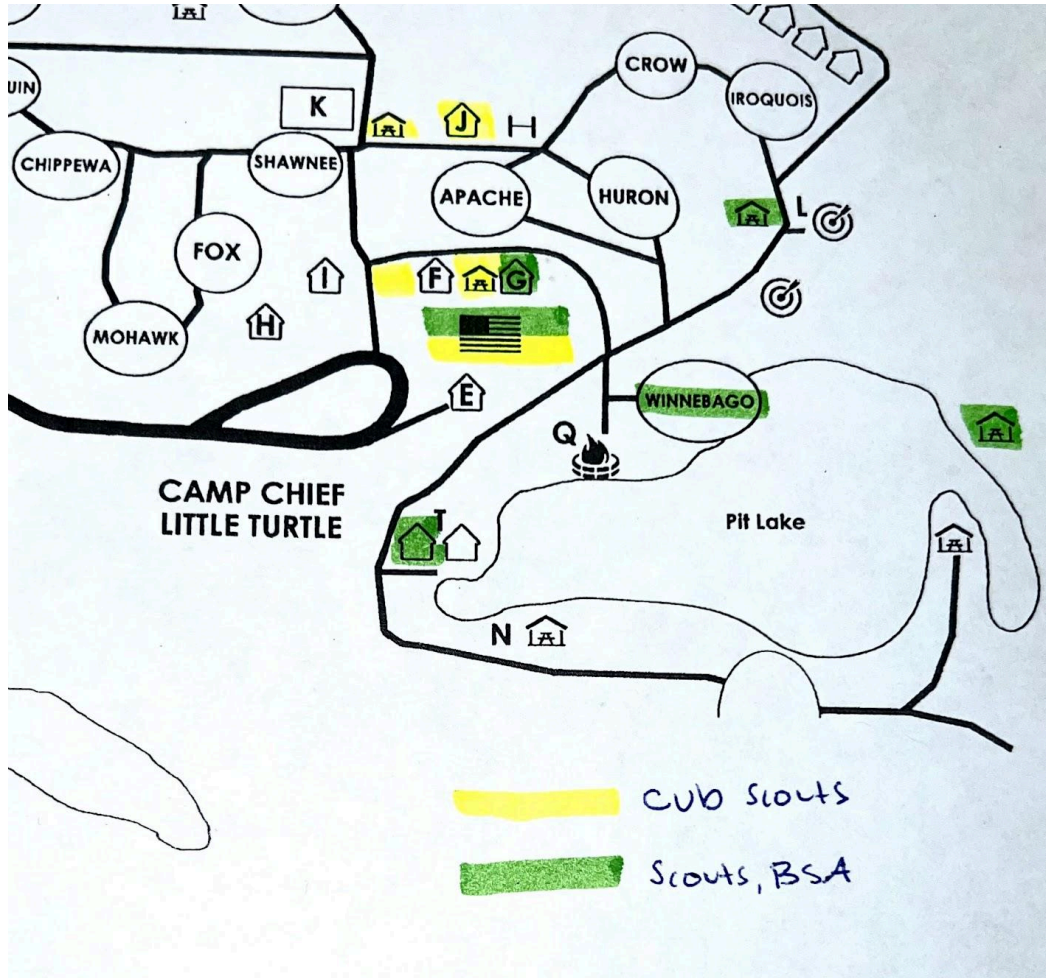 CROW
IROQUOIS
UIN
K
J
L
CHIPPEWA
SHAWNEE
APACHE
HURON
FOX
I
F
G
H
MOHAWK
E
WINNEBAGO
Q
CAMP CHIEF
LITTLE TURTLE
T
Pit Lake
N
Cub Scouts
Scouts, BSA